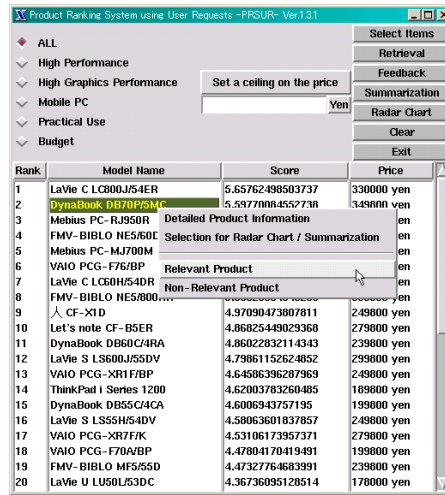 Product Ranking System using User Requests -PRSUR- Ver.1.3.1
ALL
High Performance
High Graphics Performance
Mobile PC
Practical Use
Budget
Set a ceiling on the price
Yen
Select Items
Retrieval
Feedback
Summarization
Radar Chart
Clear
Exit
Rank Model Name Score Price
1 LaVie C LC800J/54ER 5.65762498503737 330000 yen
2 DynaBook DB70P/5MC 5.59770084552738 349800 yen
3 Mebius PC-RJ950R en
4 FMV-BIBLO NE5/60D en
5 Mebius PC-MJ700M en
6 VAIO PCG-F76/BP en
7 LaVie C LC60H/54DR en
8 FMV-BIBLO NE5/800 yen
9 人 CF-X1D 4.97090473807811 249800 yen
10 Let's note CF-B5ER 4.86825449029368 279800 yen
11 DynaBook DB60C/4RA 4.86022832114343 239800 yen
12 LaVie S LS600J/55DV 4.79861152624852 299800 yen
13 VAIO PCG-XR1F/BP 4.64586396287969 249800 yen
14 ThinkPad i Series 1200 4.62003783260485 189800 yen
15 DynaBook DB55C/4CA 4.6006943757195 199800 yen
16 LaVie S LS55H/54DV 4.58063601837857 249800 yen
17 VAIO PCG-XR7F/K 4.53106173957371 279800 yen
18 VAIO PCG-F70A/BP 4.47804170419491 199800 yen
19 FMV-BIBLO MF5/55D 4.47327764683991 239800 yen
20 LaVie U LU50L/53DC 4.36736095128514 178000 yen
Detailed Product Information
Selection for Radar Chart / Summarization
Relevant Product
Non-Relevant Product